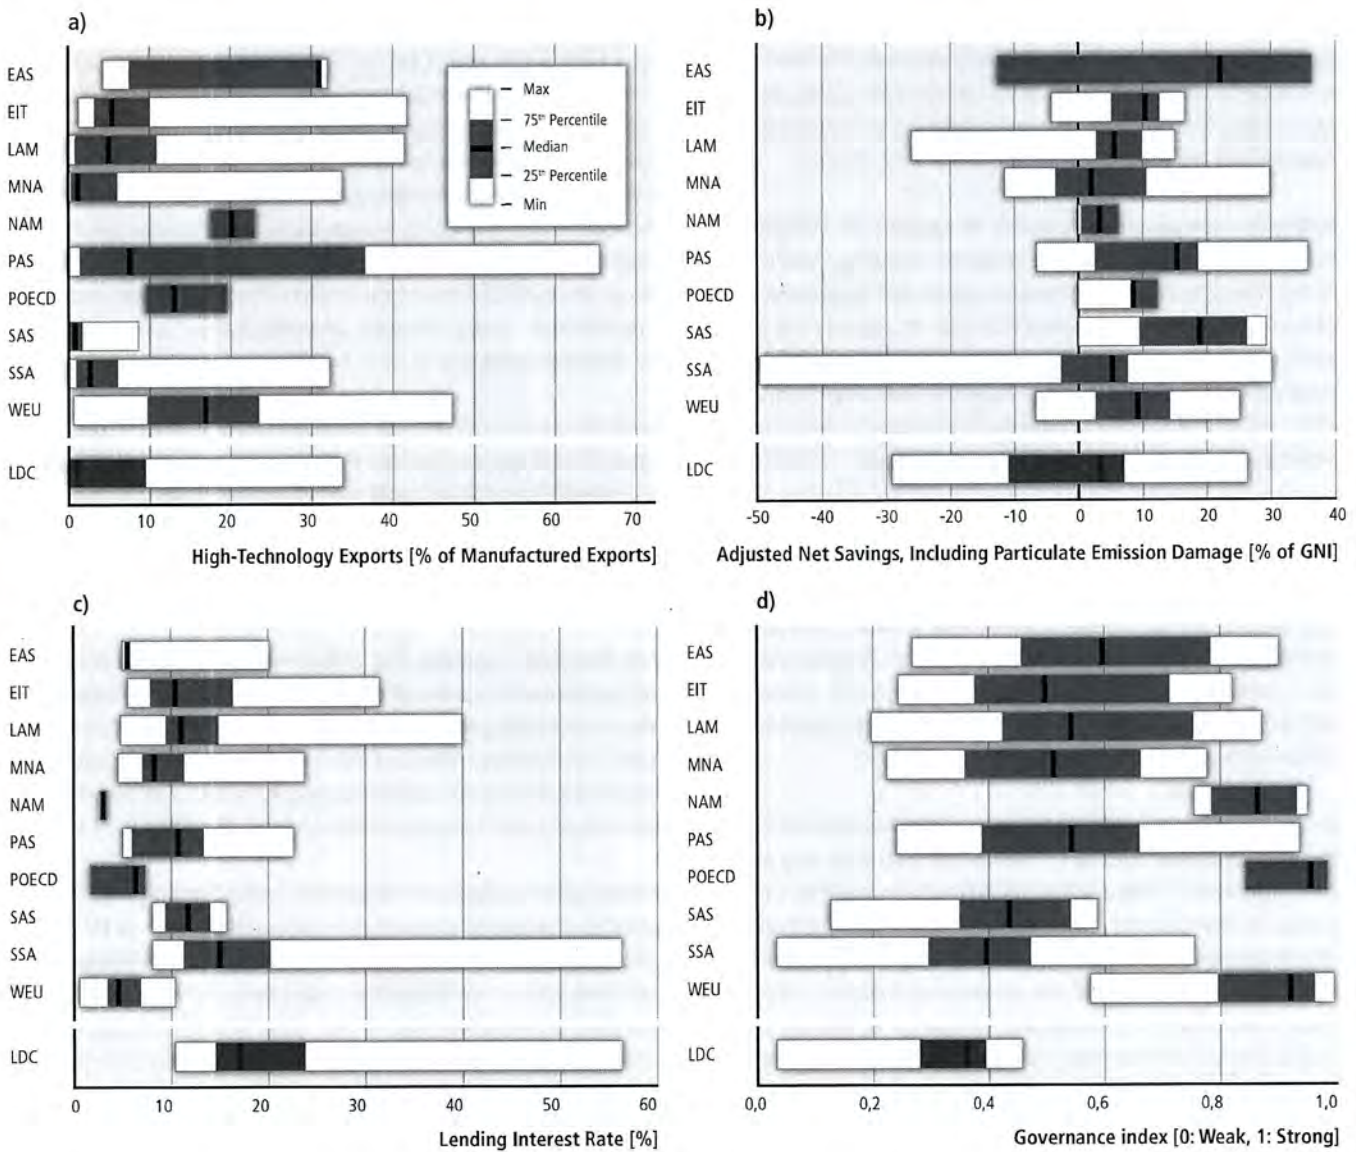 a)
EAS
EIT
LAM
MNA
NAM
PAS
POECD
SAS
SSA
WEU
LDC
Max
75th Percentile
Median
25th Percentile
Min
0 10 20 30 40 50 60 70
High-Technology Exports [% of Manufactured Exports]
b)
EAS
EIT
LAM
MNA
NAM
PAS
POECD
SAS
SSA
WEU
LDC
-50 -40 -30 -20 -10 0 10 20 30 40
Adjusted Net Savings, Including Particulate Emission Damage [% of GNI]
c)
EAS
EIT
LAM
MNA
NAM
PAS
POECD
SAS
SSA
WEU
LDC
0 10 20 30 40 50 60
Lending Interest Rate [%]
d)
EAS
EIT
LAM
MNA
NAM
PAS
POECD
SAS
SSA
WEU
LDC
0,0 0,2 0,4 0,6 0,8 1,0
Governance index [0: Weak, 1: Strong]